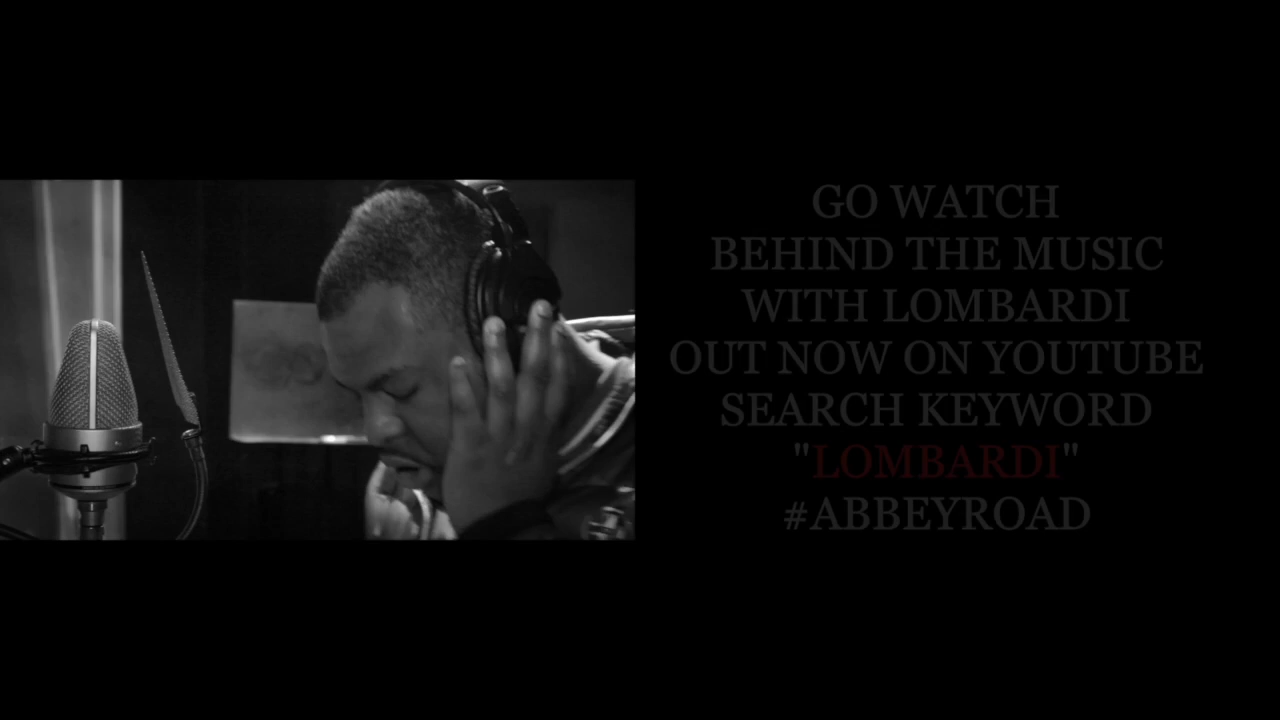 GO WATCH
BEHIND THE MUSIC
WITH LOMBARDI
OUT NOW ON YOUTUBE
SEARCH KEYWORD
"LOMBARDI"
#ABBEYROAD